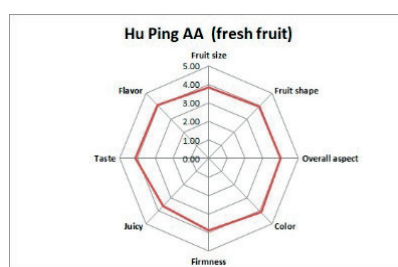 Hu Ping AA (fresh fruit)
Fruit size
5.00
4.00
3.00
2.00
1.00
0.00
Flavor
Fruit shape
Taste
Overall aspect
Juicy
Color
Firmness